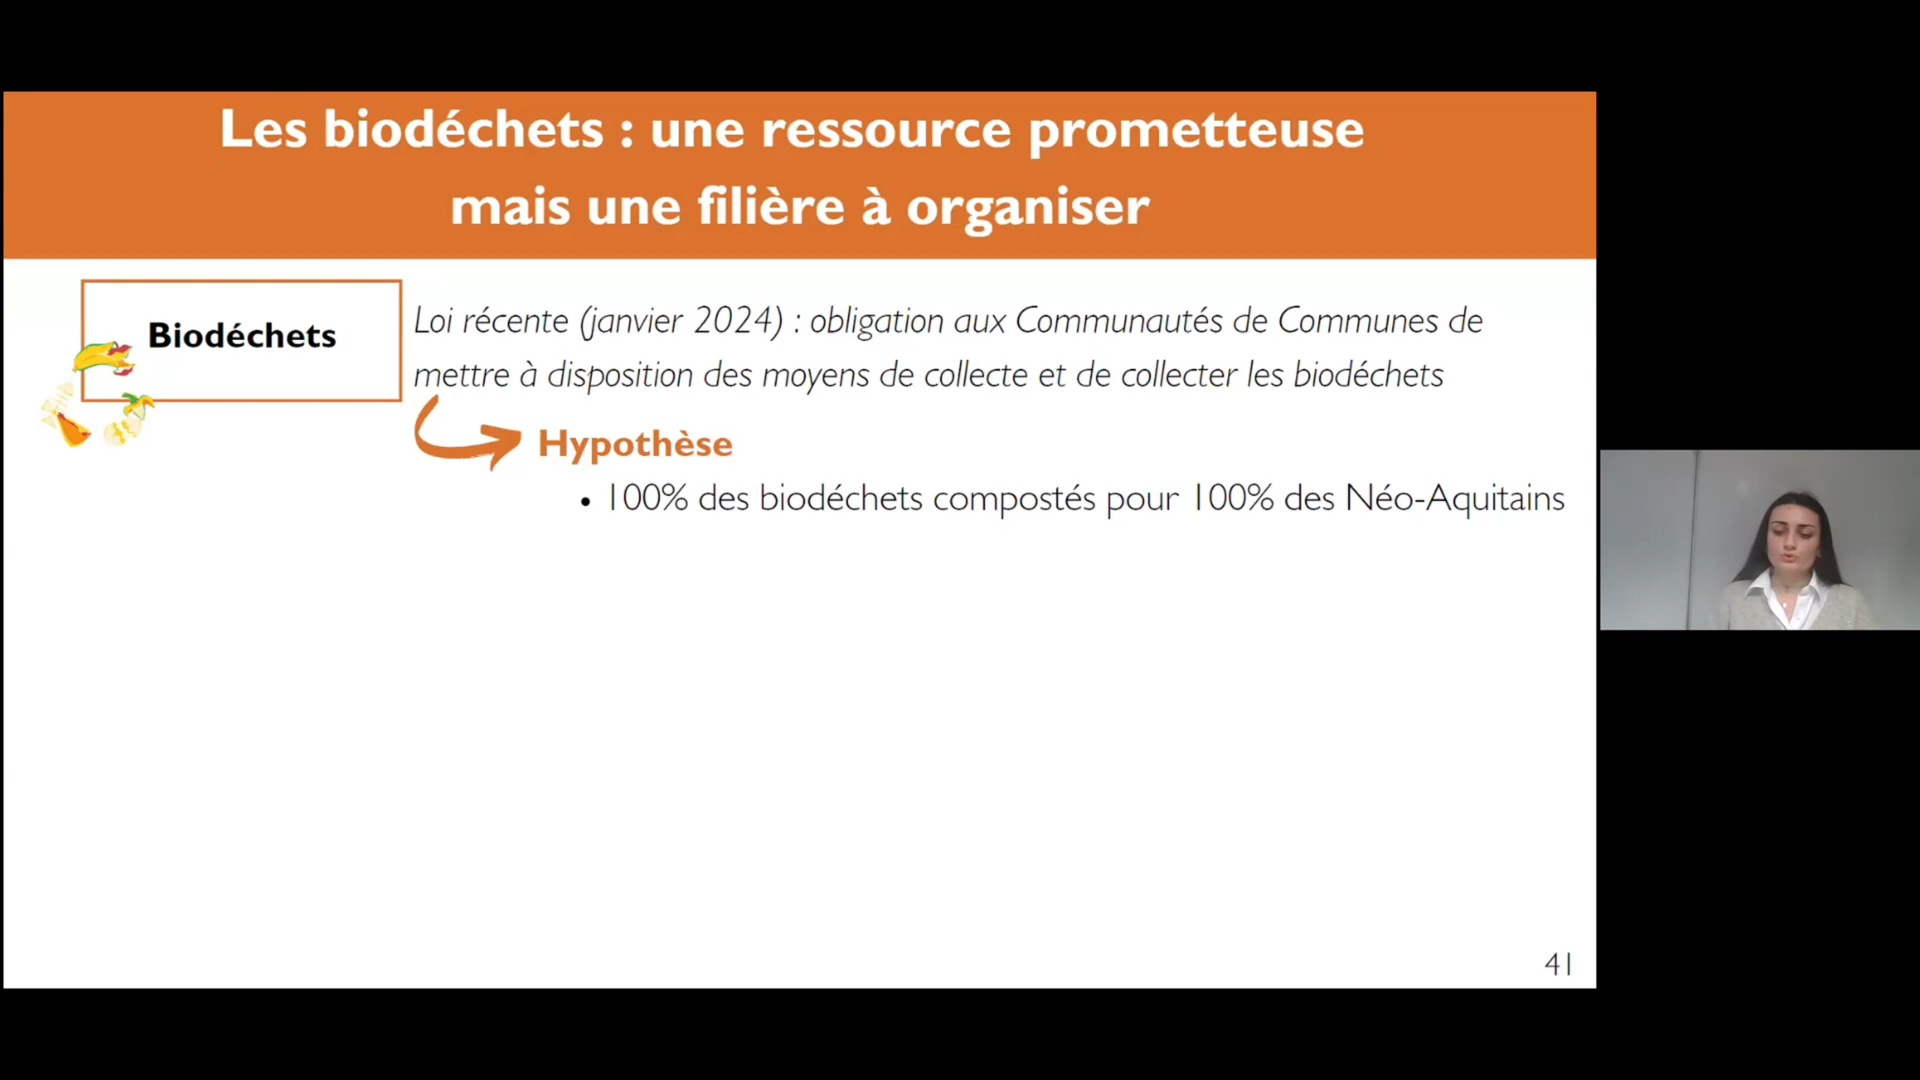 Les biodéchets : une ressource prometteuse
mais une filière à organiser
Biodéchets
Loi récente (janvier 2024) : obligation aux Communautés de Communes de
mettre à disposition des moyens de collecte et de collecter les biodéchets
Hypothèse
• 100% des biodéchets compostés pour 100% des Néo-Aquitains
41